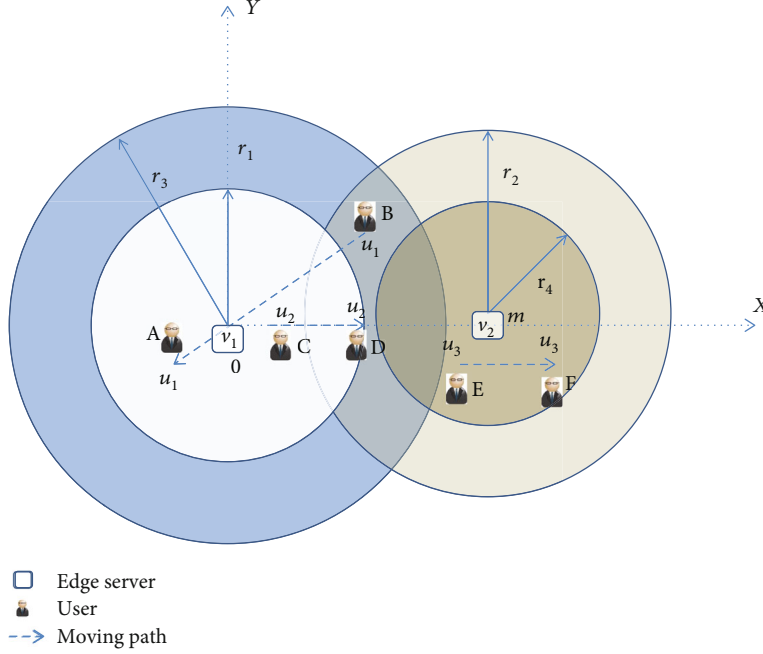 Y
r1
r3
r2
B
u1
r4
X
u2
u2
m
v2
A
v1
C
D
u3
u3
0
u1
E
F
Edge server
User
Moving path